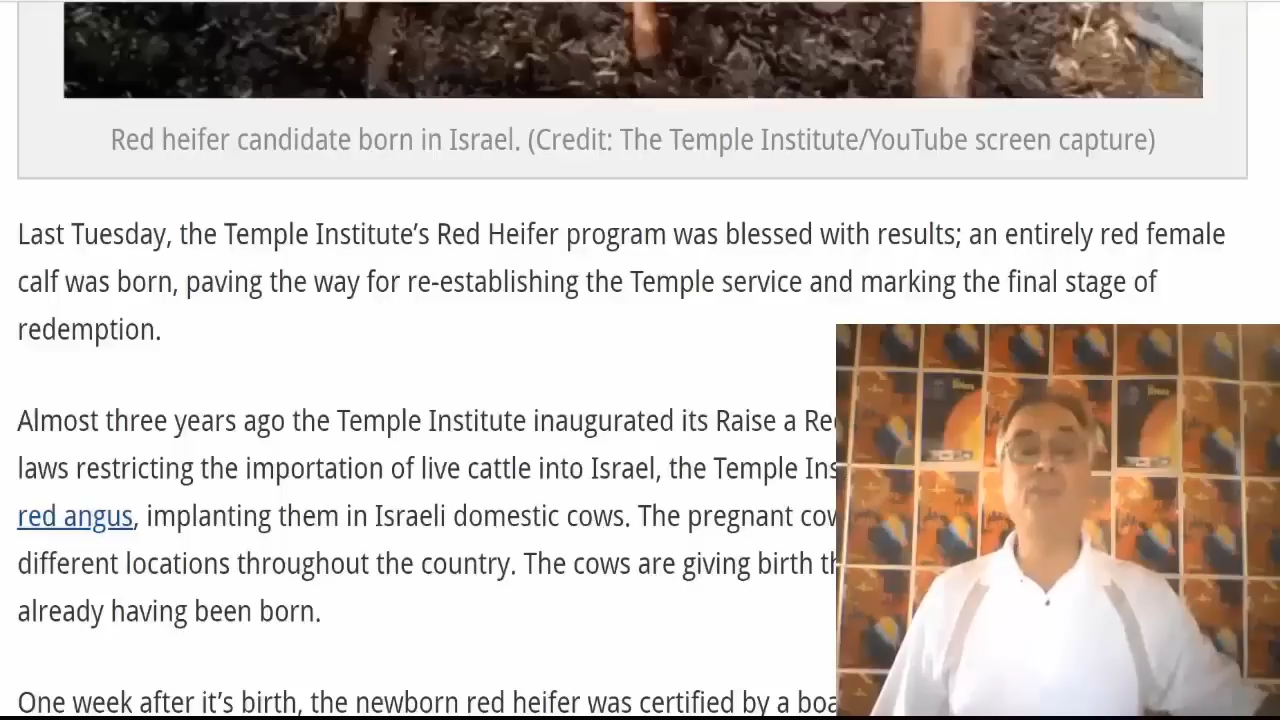 Red heifer candidate born in Israel. (Credit: The Temple Institute/YouTube screen capture)
Last Tuesday, the Temple Institute’s Red Heifer program was blessed with results; an entirely red female
calf was born, paving the way for re-establishing the Temple service and marking the final stage of
redemption.
Almost three years ago the Temple Institute inaugurated its Raise a
laws restricting the importation of live cattle into Israel, the Temple
red angus, implanting them in Israeli domestic cows. The pregnant
different locations throughout the country. The cows are giving birth
already having been born.
One week after it’s birth, the newborn red heifer was certified by a